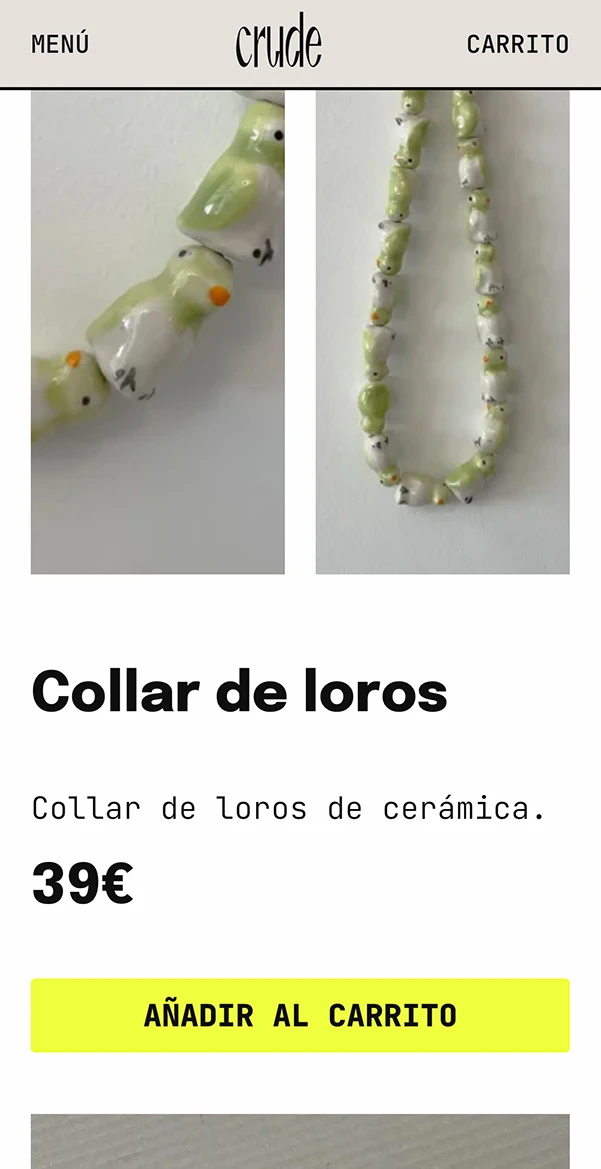 MENÚ
crude
CARRITO
Collar de loros
Collar de loros de cerámica.
39€
AÑADIR AL CARRITO